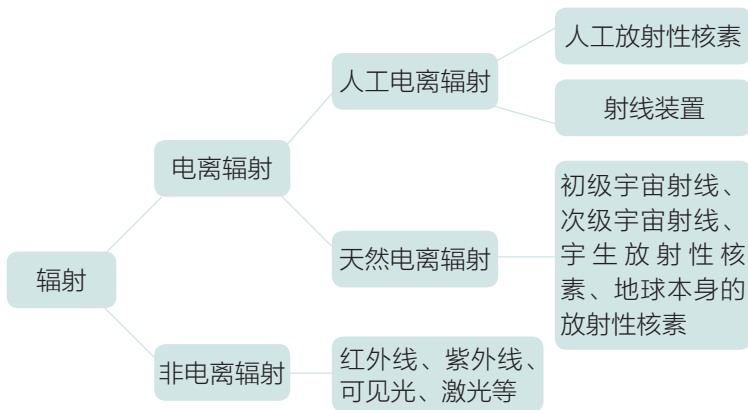 辐射
电离辐射
人工电离辐射
人工放射性核素
射线装置
天然电离辐射
初级宇宙射线、
次级宇宙射线、
宇生放射性核
素、地球本身的
放射性核素
非电离辐射
红外线、紫外线、
可见光、激光等